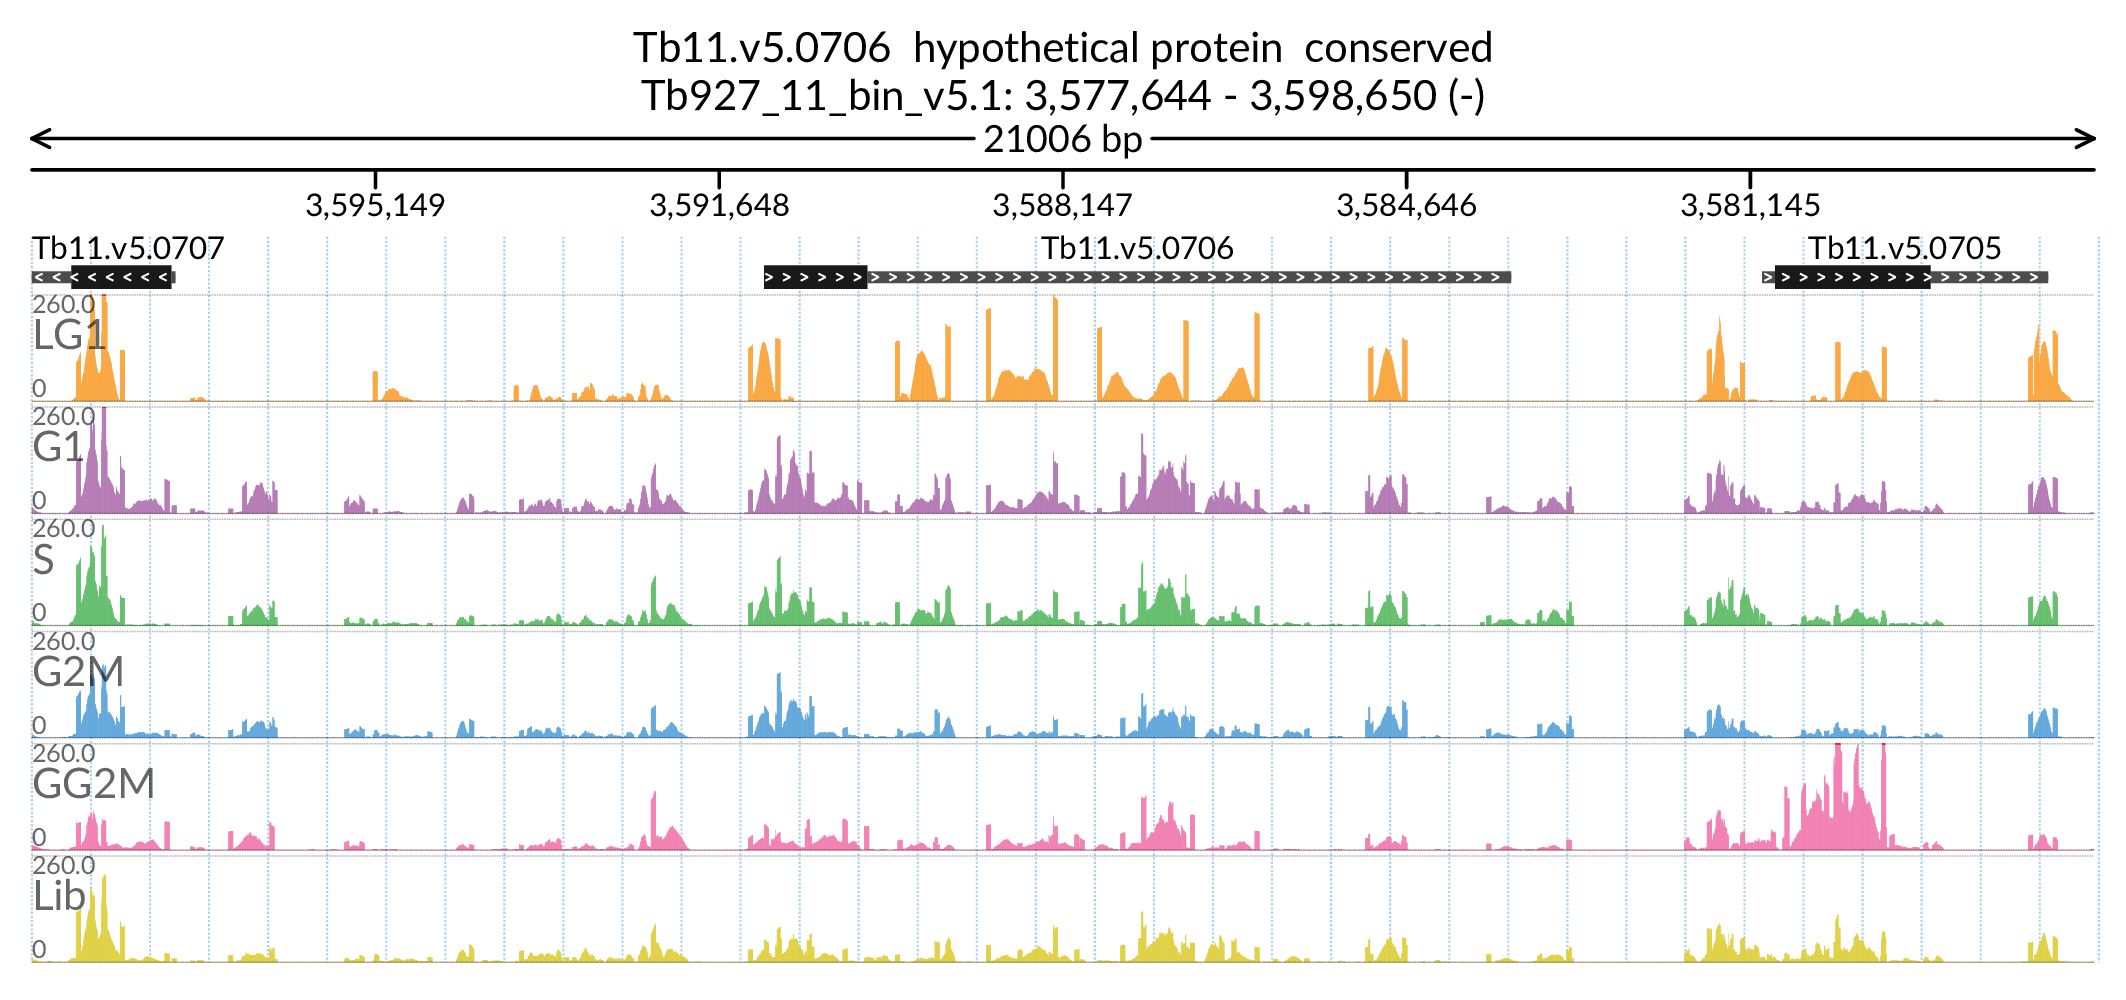 Tb11.v5.0706  hypothetical protein  conserved
Tb927_11_bin_v5.1: 3,577,644 - 3,598,650 (-)
21006 bp
3,595,149 3,591,648 3,588,147 3,584,646 3,581,145
Tb11.v5.0707 Tb11.v5.0706 Tb11.v5.0705
260.0
LG1
0
260.0
G1
0
260.0
S
0
260.0
G2M
0
260.0
GG2M
0
260.0
Lib
0